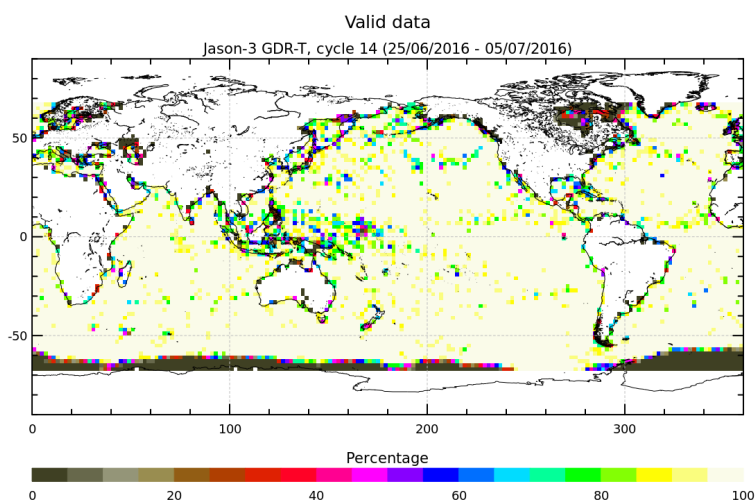 Valid data
Jason-3 GDR-T, cycle 14 (25/06/2016 - 05/07/2016)
50
0
-50
0 100 200 300
Percentage
0 20 40 60 80 100